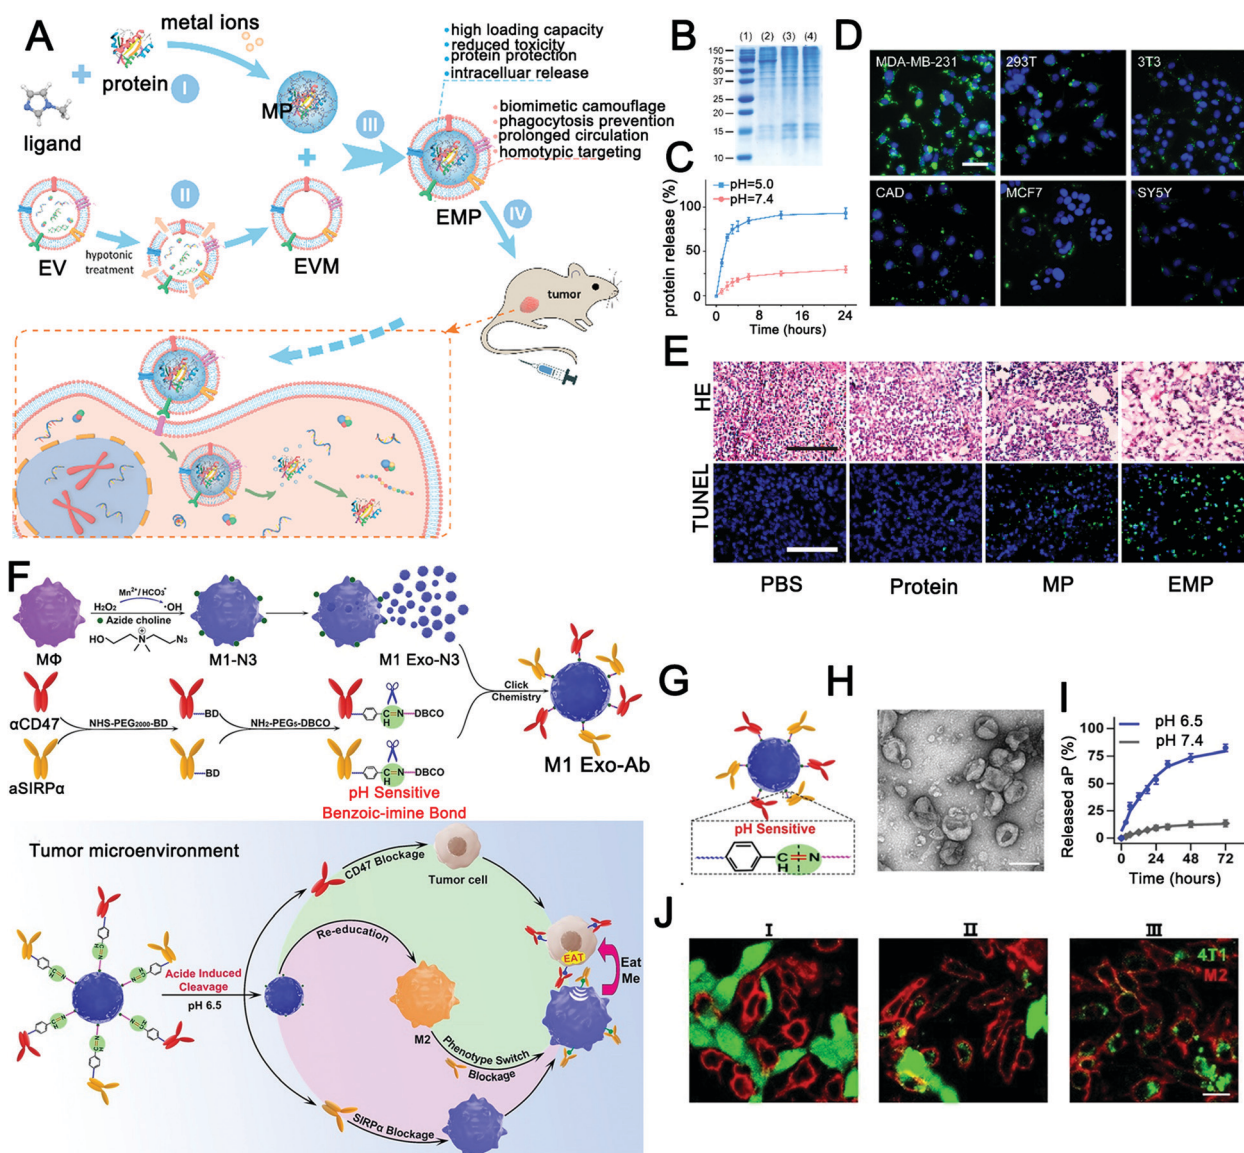 A
metal ions
protein
I
ligand
MP
III
high loading capacity
reduced toxicity
protein protection
intracelluar release
biomimetic camouflage
phagocytosis prevention
prolonged circulation
homotypic targeting
EMP
IV
II
EV
hypotonic
treatment
EVM
tumor
B
(1) (2) (3) (4)
150
75
50
37
25
20
15
10
C
protein release (%)
pH=5.0
pH=7.4
100
50
0
0 6 12 18 24
Time (hours)
D
MDA-MB-231
293T
3T3
CAD
MCF7
SY5Y
E
HE
TUNEL
PBS
Protein
MP
EMP
F
Mn²⁺/HCO₃⁻
H₂O₂ ·OH
Azide choline
HO N N₃
+
MΦ
M1-N3
M1 Exo-N3
αCD47
aSIRPα
NHS-PEG₂₀₀₀-BD
BD
BD
NH₂-PEG₅-DBCO
C=N DBCO
H
C=N DBCO
H
pH Sensitive
Benzoic-imine Bond
Click
Chemistry
M1 Exo-Ab
Tumor microenvironment
Acide Induced
Cleavage
pH 6.5
CD47 Blockage
Tumor cell
Re-education
M2
Phenotype Switch
Blockage
SIRPα Blockage
EAT
Eat
Me
G
pH Sensitive
C=N
H
H
I
Released aP (%)
pH 6.5
pH 7.4
100
75
50
25
0
0 24 48 72
Time (hours)
J
I
II
III
4T1
M2